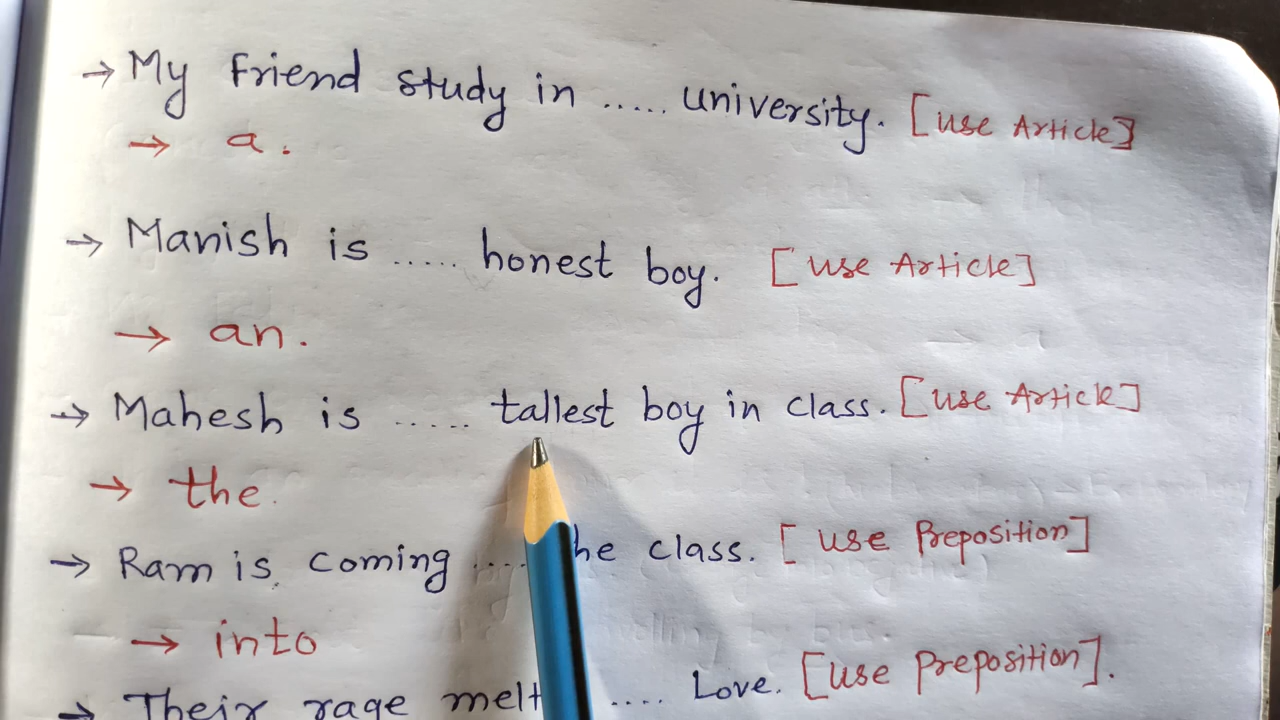 → My friend study in ..... university. [use Article]
→ a.
→ Manish is ..... honest boy. [use Article]
→ an.
→ Mahesh is ..... tallest boy in class. [use Article]
→ the.
→ Ram is coming .... he class. [use Preposition]
→ into
→ Their rage melt .... Love. [use preposition].